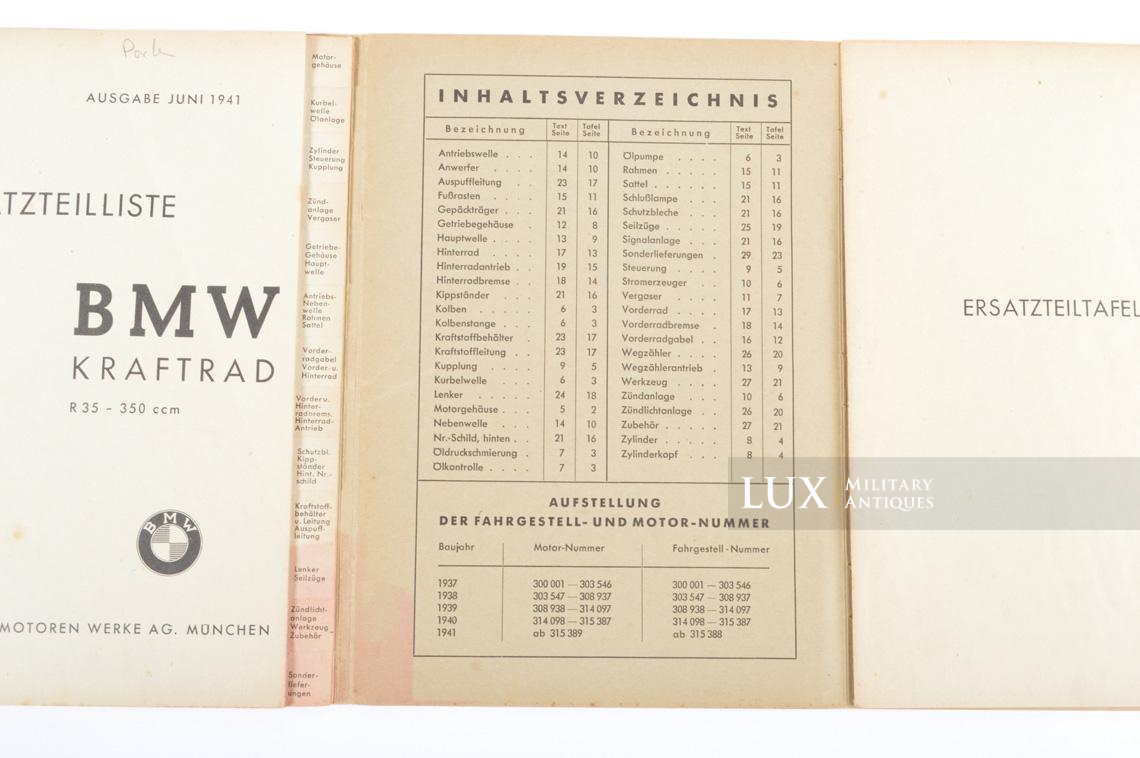 Pork
AUSGABE JUNI 1941
TZTEILLISTE
BMW
KRAFTRAD
R 35 - 350 ccm
BMW
MOTOREN WERKE AG. MÜNCHEN
Motor-
gehäuse
Kurbel-
welle
Ölanlage
Zylinder
Steuerung
Kupplung
Zünd-
anlage
Vergaser
Getriebe-
Gehäuse
Haupt-
welle
Antriebs-
Neben-
welle
Rahmen
Sattel
Vorder-
radgabel
Vorder- u.
Hinterrad
Vorder u.
Hinter-
radbrems.
Hinterrad-
Antrieb
Schutzbl.
Kipp-
ständer
Hint. Nr.-
schild
Kraftstoff-
behälter
u. Leitung
Auspuff-
leitung
Lenker
Seilzüge
Zündlicht-
anlage
Werkzeug
Zubehör
Sonder-
liefer-
ungen
INHALTSVERZEICHNIS
Bezeichnung Text Seite Tafel Seite
Antriebswelle . . . 14 10
Anwerfer . . . . 14 10
Auspuffleitung . . 23 17
Fußrasten . . . 15 11
Gepäckträger . . . 21 16
Getriebegehäuse . 12 8
Hauptwelle . . . 13 9
Hinterrad . . . . 17 13
Hinterradantrieb . . 19 15
Hinterradbremse . . 18 14
Kippständer . . . 21 16
Kolben . . . . . 6 3
Kolbenstange . . . 6 3
Kraftstoffbehälter . 23 17
Kraftstoffleitung . . 23 17
Kupplung . . . . 9 5
Kurbelwelle . . . 6 3
Lenker . . . . . 24 18
Motorgehäuse . . . 5 2
Nebenwelle . . . 14 10
Nr.-Schild, hinten . . 21 16
Öldruckschmierung . 7 3
Ölkontrolle . . . . 7 3
Bezeichnung Text Seite Tafel Seite
Ölpumpe . . . . 6 3
Rahmen . . . . . 15 11
Sattel . . . . . . 15 11
Schlußlampe . . . 21 16
Schutzbleche . . . 21 16
Seilzüge . . . . 25 19
Signalanlage . . . 21 16
Sonderlieferungen . 29 23
Steuerung . . . . 9 5
Stromerzeuger . . 10 6
Vergaser . . . . 11 7
Vorderrad . . . . 17 13
Vorderradbremse . 18 14
Vorderradgabel . . 16 12
Wegzähler . . . . 26 20
Wegzählerantrieb . 13 9
Werkzeug . . . . 27 21
Zündanlage . . . 10 6
Zündlichtanlage . . 26 20
Zubehör . . . . . 27 21
Zylinder . . . . . 8 4
Zylinderkopf . . . 8 4
AUFSTELLUNG
DER FAHRGESTELL- UND MOTOR-NUMMER
Baujahr Motor-Nummer Fahrgestell-Nummer
1937 300 001 — 303 546 300 001 — 303 546
1938 303 547 — 308 937 303 547 — 308 937
1939 308 938 — 314 097 308 938 — 314 097
1940 314 098 — 315 387 314 098 — 315 387
1941 ab 315 389 ab 315 388
ERSATZTEILTAFEL
LUX MILITARY
ANTIQUES